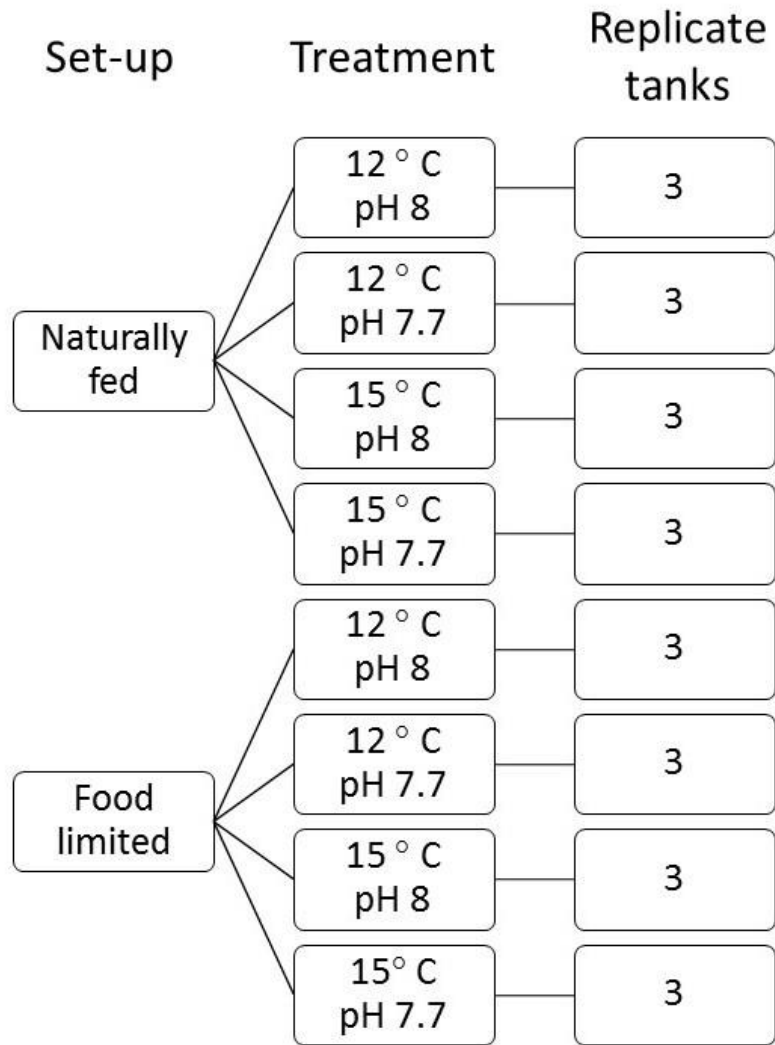 Set-up
Treatment
Replicate
tanks
Naturally
fed
12 ° C
pH 8
3
12 ° C
pH 7.7
3
15 ° C
pH 8
3
15 ° C
pH 7.7
3
Food
limited
12 ° C
pH 8
3
12 ° C
pH 7.7
3
15 ° C
pH 8
3
15° C
pH 7.7
3